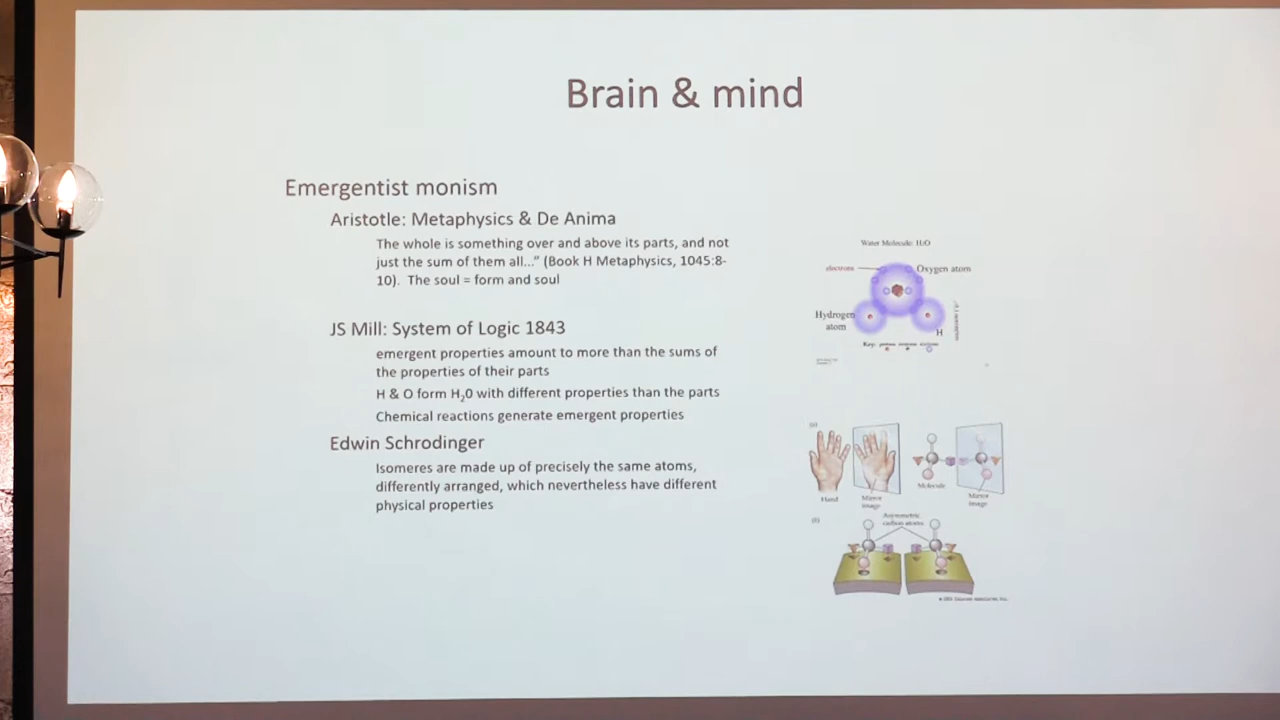 Brain & mind
Emergentist monism
Aristotle: Metaphysics & De Anima
The whole is something over and above its parts, and not
just the sum of them all…" (Book H Metaphysics, 1045:8-
10). The soul = form and soul
JS Mill: System of Logic 1843
emergent properties amount to more than the sums of
the properties of their parts
H & O form H₂0 with different properties than the parts
Chemical reactions generate emergent properties
Edwin Schrodinger
Isomeres are made up of precisely the same atoms,
differently arranged, which nevertheless have different
physical properties
Water Molecule: H₂O
electrons
Oxygen atom
Hydrogen
atom
H
Key:
Hand
Mirror
image
Molecule
Mirror
image
Asymmetric
carbon atoms